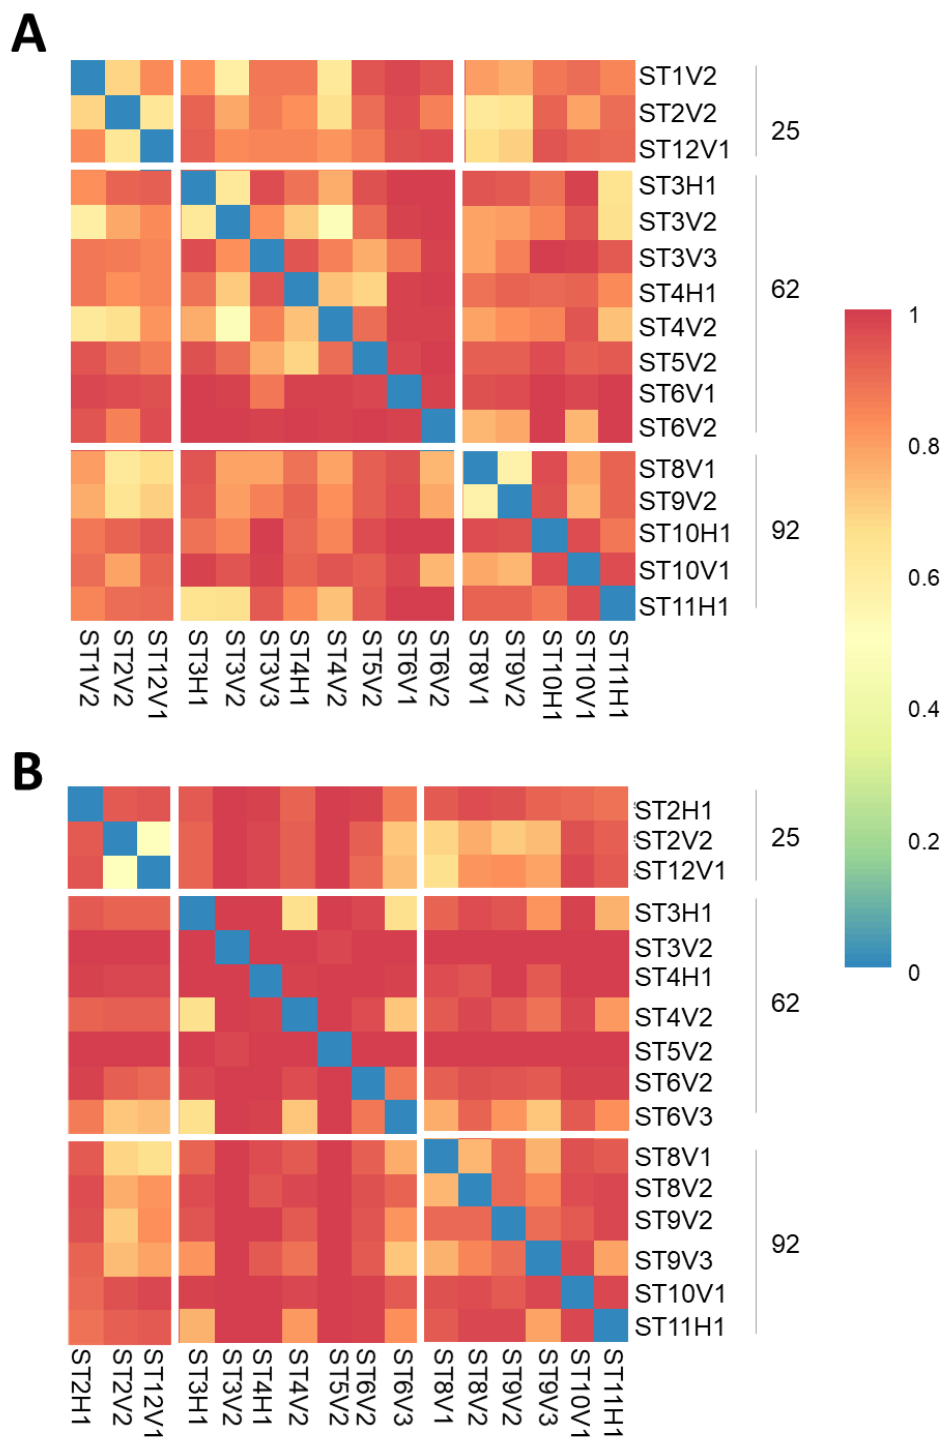 A
ST1V2
ST2V2
ST12V1
25
ST3H1
ST3V2
ST3V3
ST4H1
ST4V2
ST5V2
ST6V1
ST6V2
62
ST8V1
ST9V2
ST10H1
ST10V1
ST11H1
92
ST1V2
ST2V2
ST12V1
ST3H1
ST3V2
ST3V3
ST4H1
ST4V2
ST5V2
ST6V1
ST6V2
ST8V1
ST9V2
ST10H1
ST10V1
ST11H1
1
0.8
0.6
0.4
0.2
0
B
ST2H1
ST2V2
ST12V1
25
ST3H1
ST3V2
ST4H1
ST4V2
ST5V2
ST6V2
ST6V3
62
ST8V1
ST8V2
ST9V2
ST9V3
ST10V1
ST11H1
92
ST2H1
ST2V2
ST12V1
ST3H1
ST3V2
ST4H1
ST4V2
ST5V2
ST6V2
ST6V3
ST8V1
ST8V2
ST9V2
ST9V3
ST10V1
ST11H1